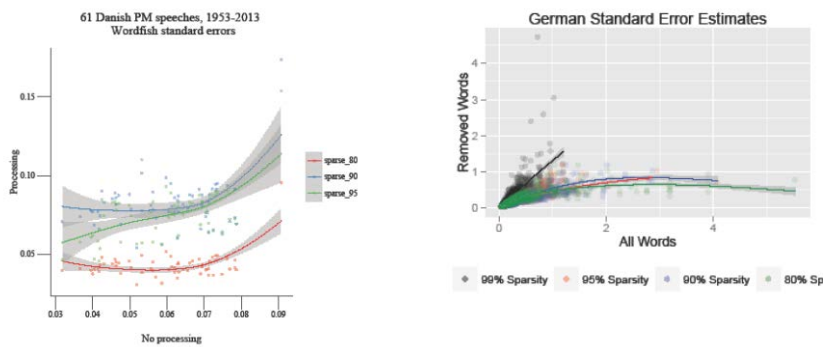 61 Danish PM speeches, 1953-2013
Wordfish standard errors
Processing
0.15
0.10
0.05
0.03
0.04
0.05
0.06
0.07
0.08
0.09
No processing
sparse_80
sparse_90
sparse_95
German Standard Error Estimates
Removed Words
4
3
2
1
0
0
2
4
All Words
99% Sparsity
95% Sparsity
90% Sparsity
80% Sp